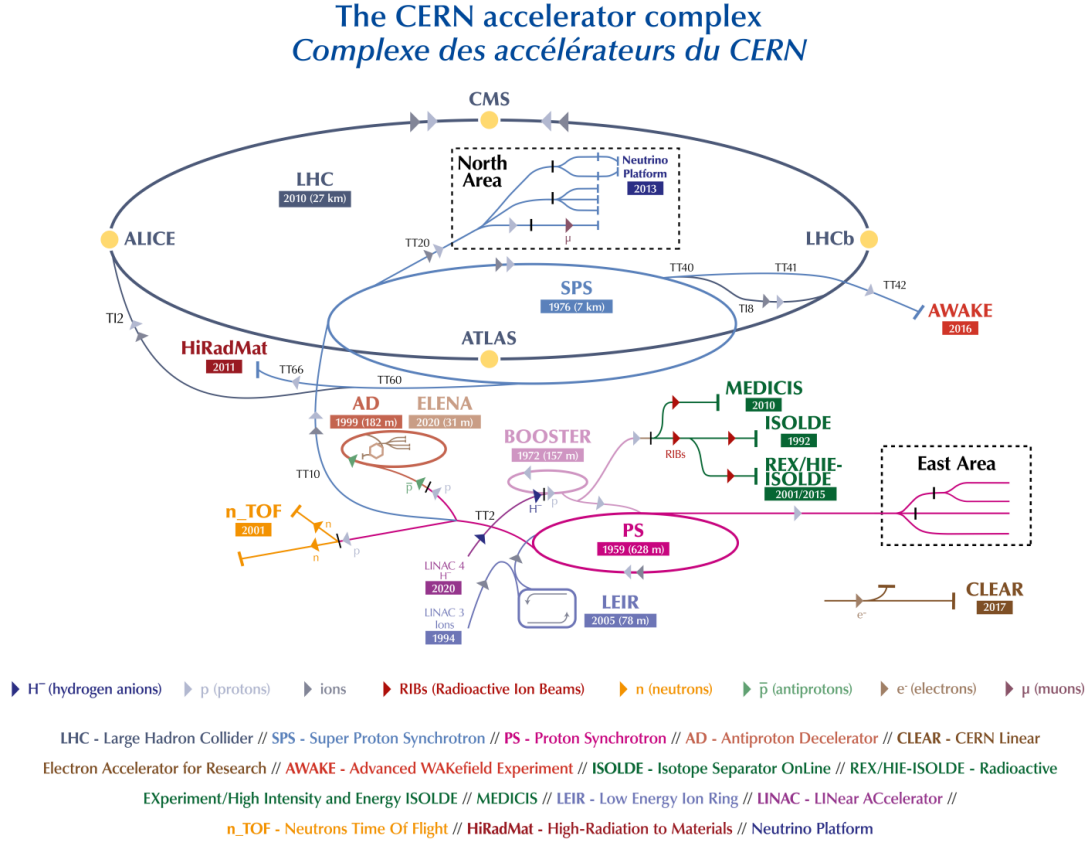 The CERN accelerator complex
Complexe des accélérateurs du CERN
CMS
North
Area
Neutrino
Platform
2013
LHC
2010 (27 km)
μ
ALICE
LHCb
TT20
TT40
TT41
TT42
SPS
1976 (7 km)
TI8
AWAKE
2016
TI2
ATLAS
HiRadMat
2011
TT66
TT60
AD
1999 (182 m)
ELENA
2020 (31 m)
MEDICIS
2010
BOOSTER
1972 (157 m)
ISOLDE
1992
RIBs
REX/HIE-
ISOLDE
2001/2015
East Area
TT10
p̅
p
H⁻
p
n_TOF
2001
TT2
n
n
p
PS
1959 (628 m)
LINAC 4
H⁻
2020
LEIR
2005 (78 m)
LINAC 3
Ions
1994
CLEAR
2017
e⁻
H⁻ (hydrogen anions)
p (protons)
ions
RIBs (Radioactive Ion Beams)
n (neutrons)
p̅ (antiprotons)
e⁻ (electrons)
μ (muons)
LHC - Large Hadron Collider // SPS - Super Proton Synchrotron // PS - Proton Synchrotron // AD - Antiproton Decelerator // CLEAR - CERN Linear
Electron Accelerator for Research // AWAKE - Advanced WAKefield Experiment // ISOLDE - Isotope Separator OnLine // REX/HIE-ISOLDE - Radioactive
EXperiment/High Intensity and Energy ISOLDE // MEDICIS // LEIR - Low Energy Ion Ring // LINAC - LINear ACcelerator //
n_TOF - Neutrons Time Of Flight // HiRadMat - High-Radiation to Materials // Neutrino Platform